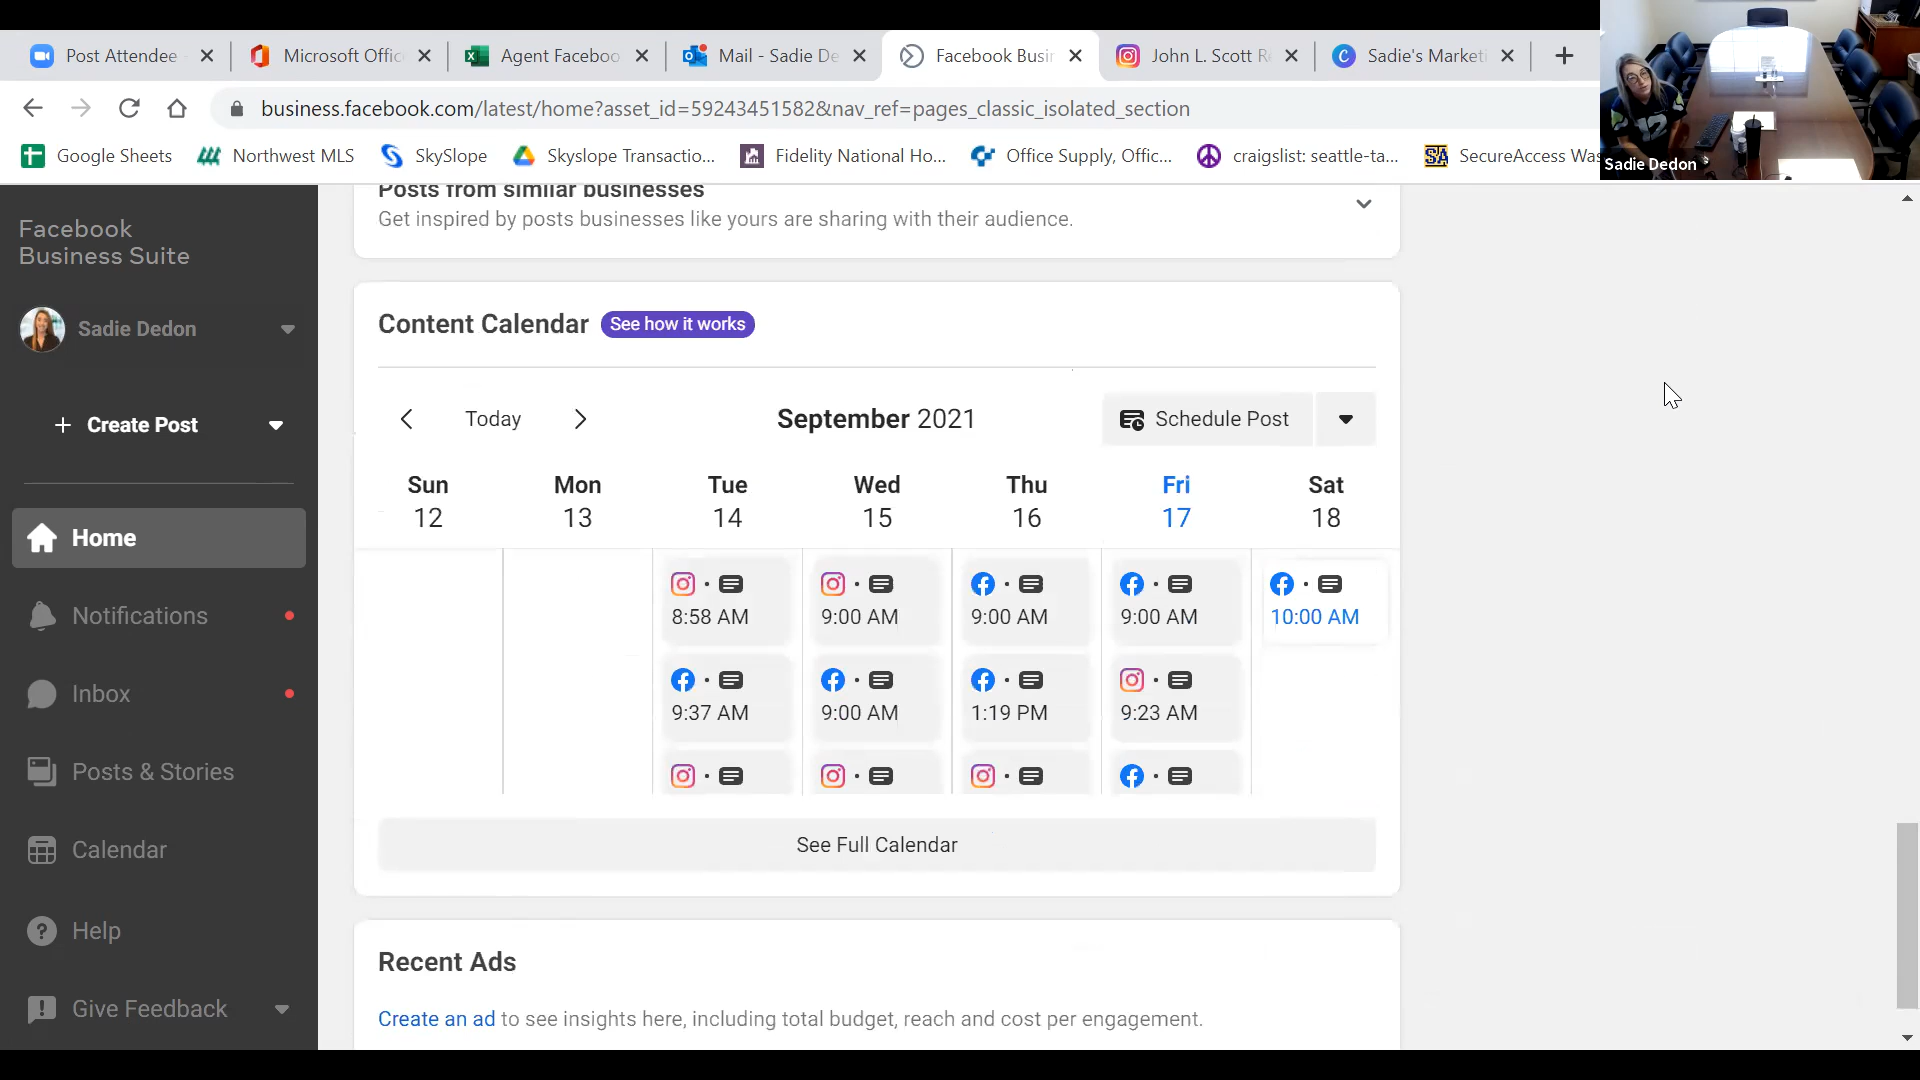 Post Attendee
Microsoft Offic
Agent Faceboo
Mail - Sadie De
Facebook Busin
John L. Scott R
Sadie's Marketi
business.facebook.com/latest/home?asset_id=59243451582&nav_ref=pages_classic_isolated_section
Google Sheets
Northwest MLS
SkySlope
Skyslope Transactio...
Fidelity National Ho...
Office Supply, Offic...
craigslist: seattle-ta...
SecureAccess Was
Sadie Dedon
Facebook
Business Suite
Sadie Dedon
+ Create Post
Home
Notifications
Inbox
Posts & Stories
Calendar
Help
Give Feedback
Posts from similar businesses
Get inspired by posts businesses like yours are sharing with their audience.
Content Calendar See how it works
Today
September 2021
Schedule Post
Sun Mon Tue Wed Thu Fri Sat
12 13 14 15 16 17 18
8:58 AM 9:00 AM 9:00 AM 9:00 AM 10:00 AM
9:37 AM 9:00 AM 1:19 PM 9:23 AM
See Full Calendar
Recent Ads
Create an ad to see insights here, including total budget, reach and cost per engagement.